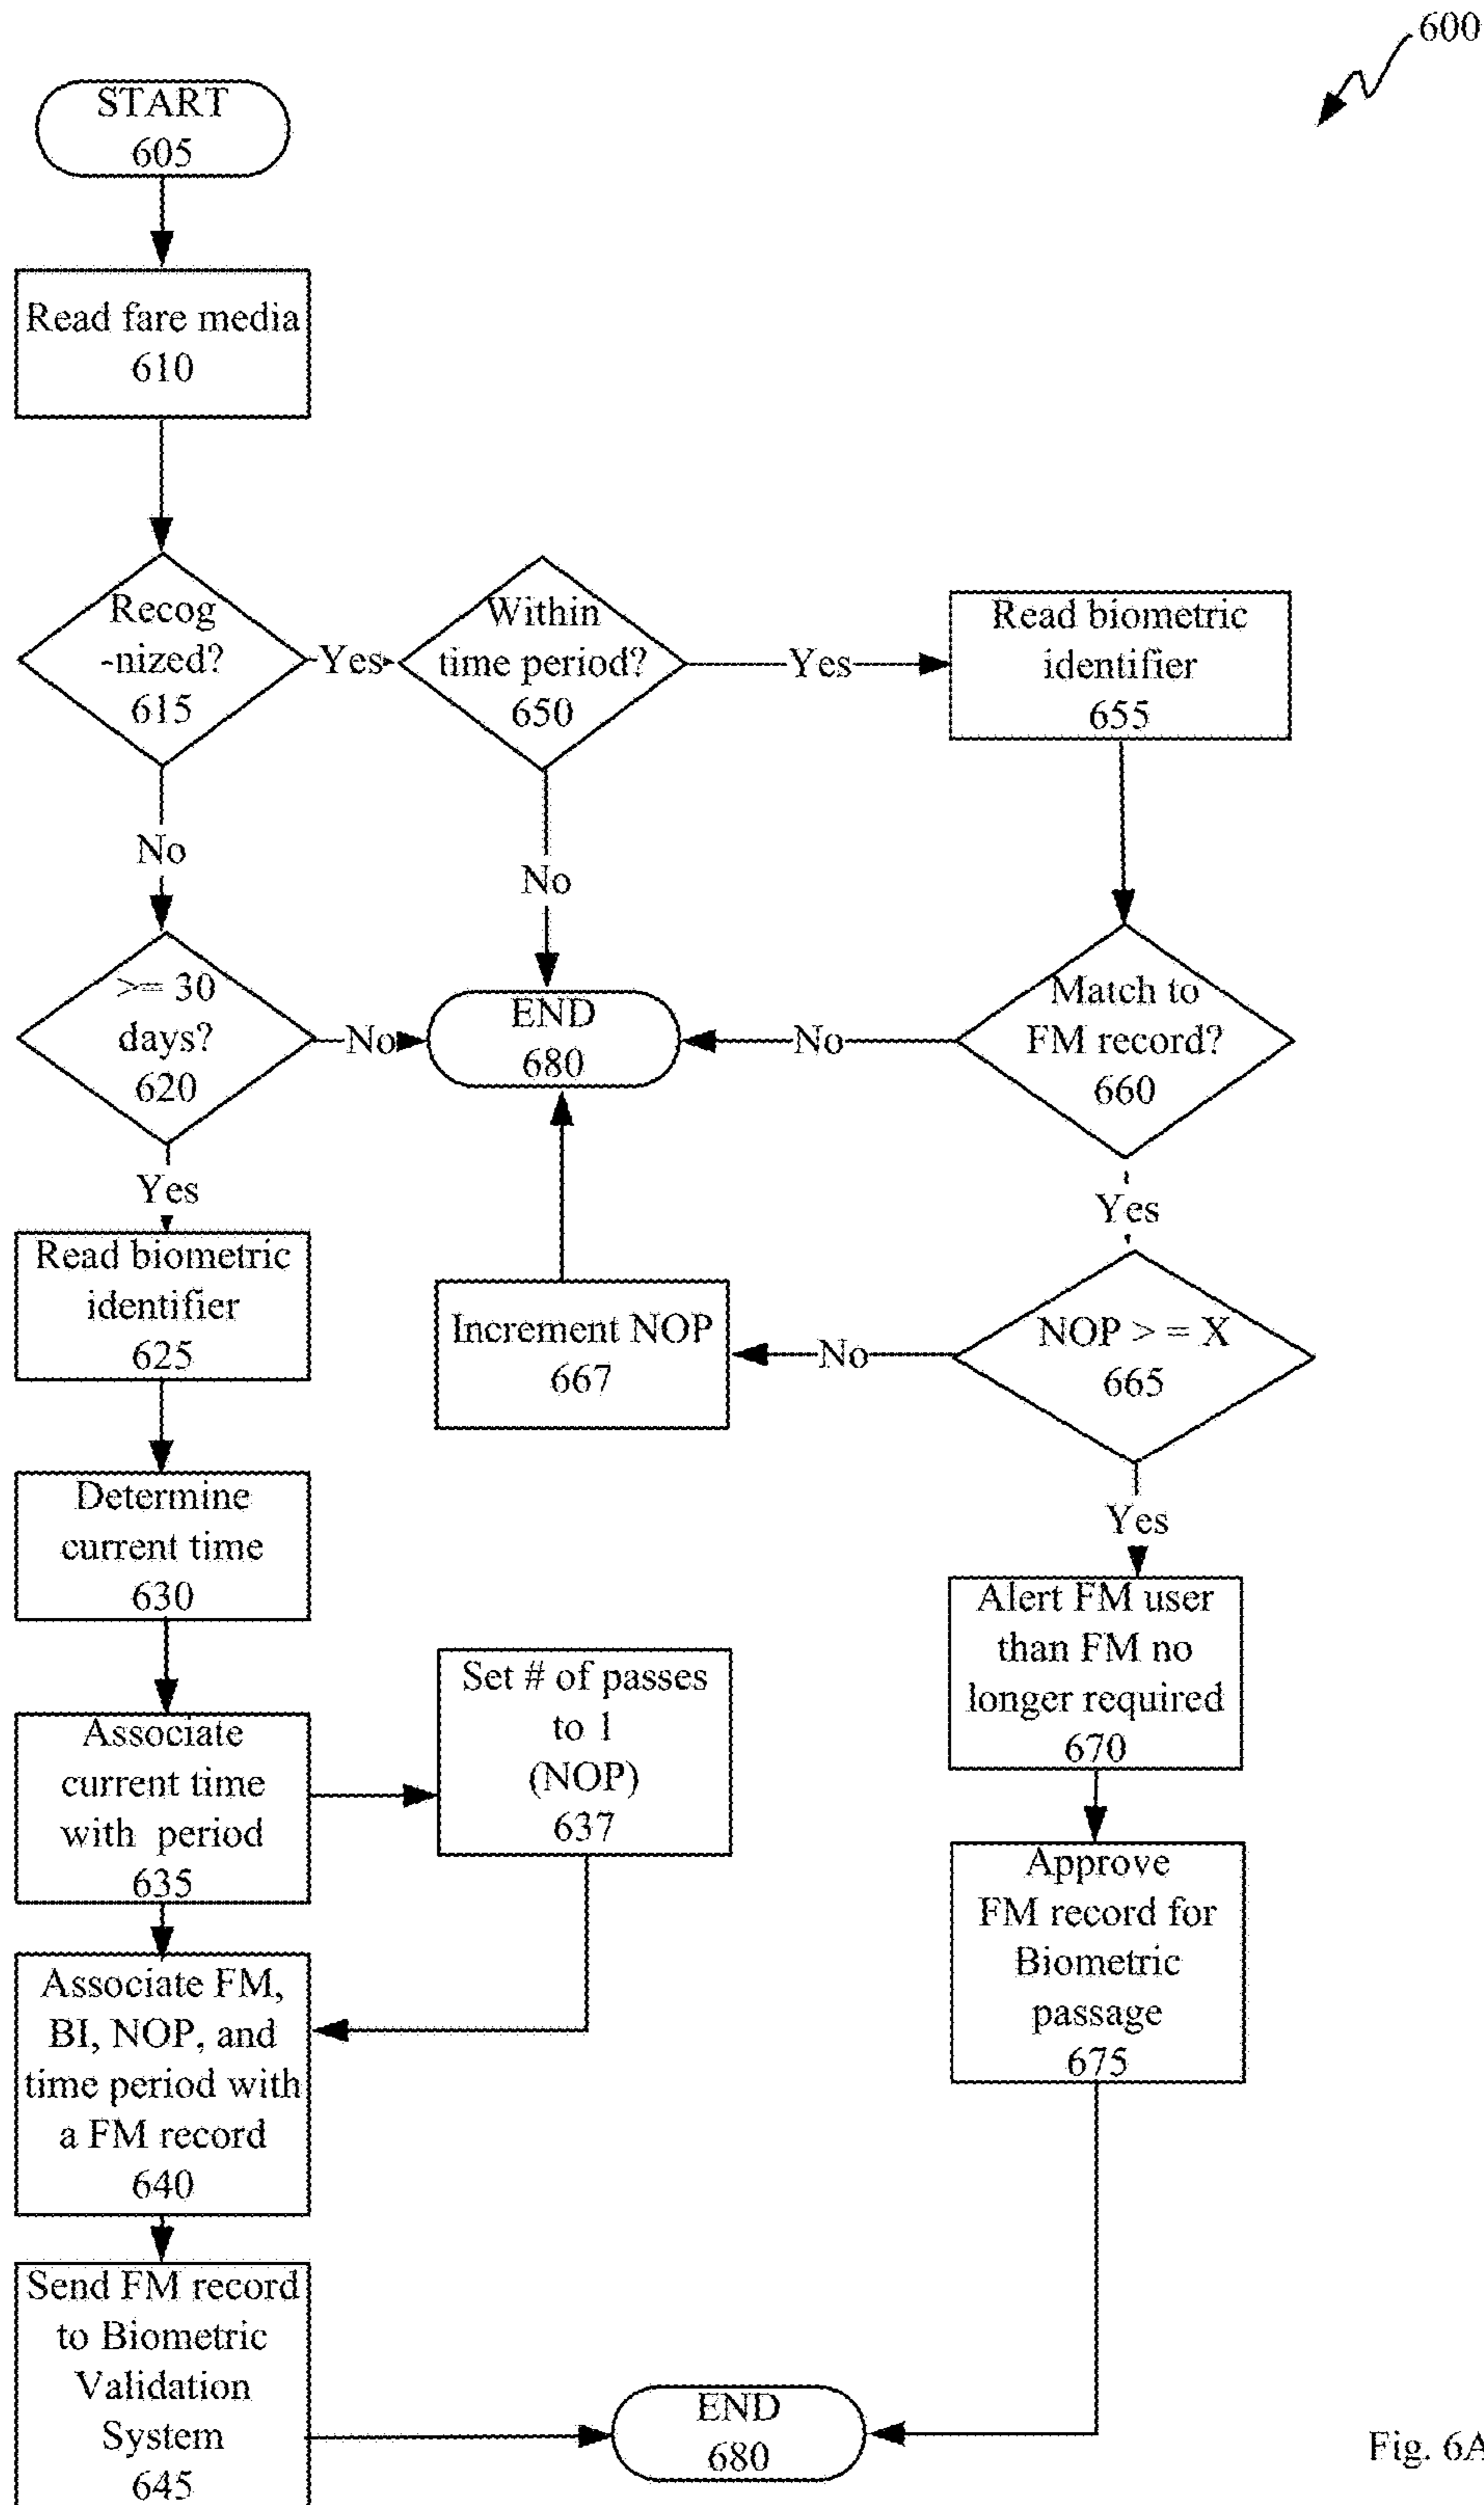 600
START
605
Read fare media
610
Recog
-nized?
615
Yes
Within
time period?
650
Yes
Read biometric
identifier
655
No
No
>= 30
days?
620
No
END
680
No
Match to
FM record?
660
Yes
Yes
Read biometric
identifier
625
Increment NOP
667
No
NOP > = X
665
Determine
current time
630
Yes
Alert FM user
than FM no
longer required
670
Associate
current time
with period
635
Set # of passes
to 1
(NOP)
637
Approve
FM record for
Biometric
passage
675
Associate FM,
BI, NOP, and
time period with
a FM record
640
Send FM record
to Biometric
Validation
System
645
END
680
Fig. 6A